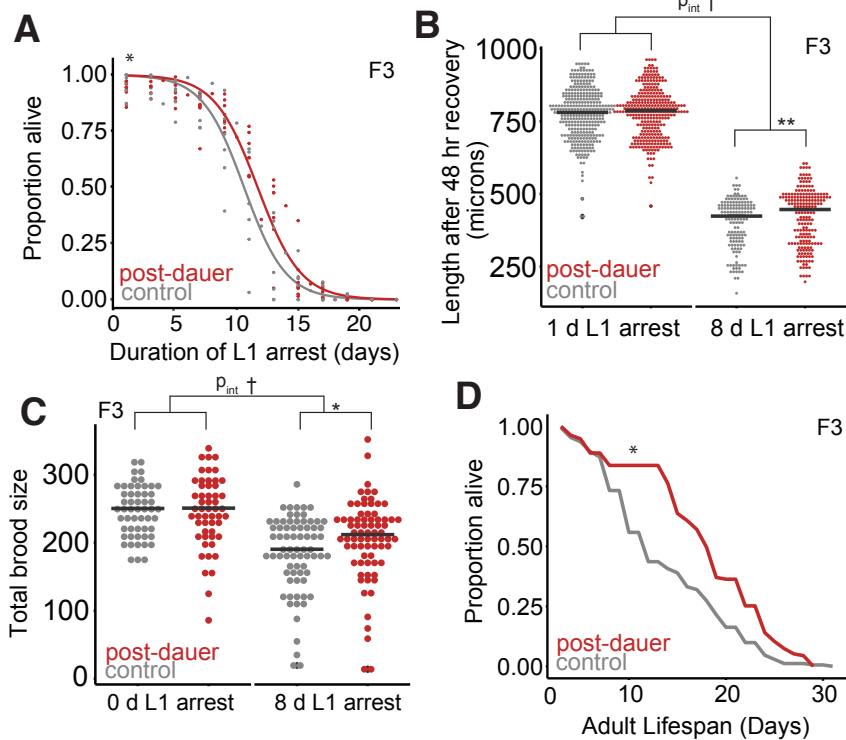 A
F3
*
1.00
0.75
0.50
0.25
0.00
Proportion alive
post-dauer
control
0 5 10 15 20
Duration of L1 arrest (days)
B
pint †
F3
**
1000
750
500
250
Length after 48 hr recovery
(microns)
post-dauer
control
1 d L1 arrest 8 d L1 arrest
C
F3
pint †
*
300
200
100
0
Total brood size
post-dauer
control
0 d L1 arrest 8 d L1 arrest
D
F3
*
1.00
0.75
0.50
0.25
0.00
Proportion alive
post-dauer
control
0 10 20 30
Adult Lifespan (Days)